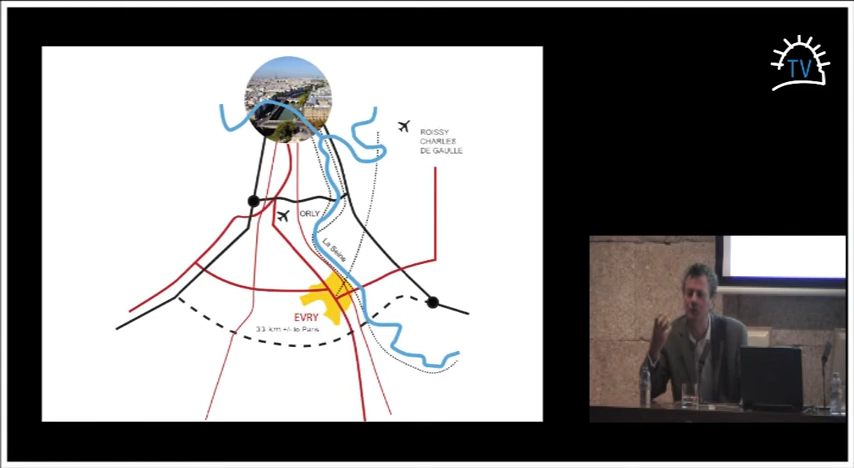 TV
ROISSY
CHARLES
DE GAULLE
ORLY
La Seine
EVRY
33 km +/- to Paris